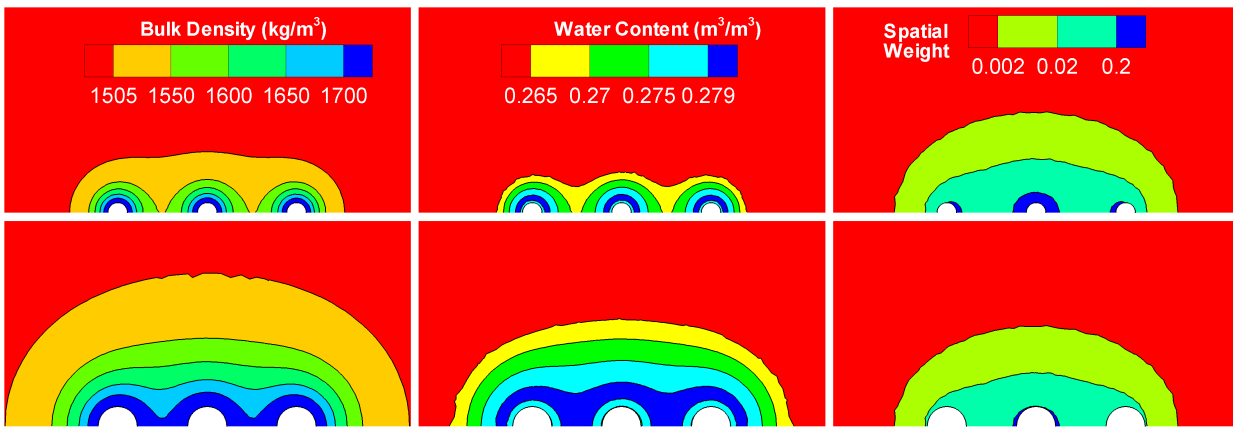 Bulk Density (kg/m³)
1505 1550 1600 1650 1700
Water Content (m³/m³)
0.265 0.27 0.275 0.279
Spatial
Weight
0.002 0.02 0.2